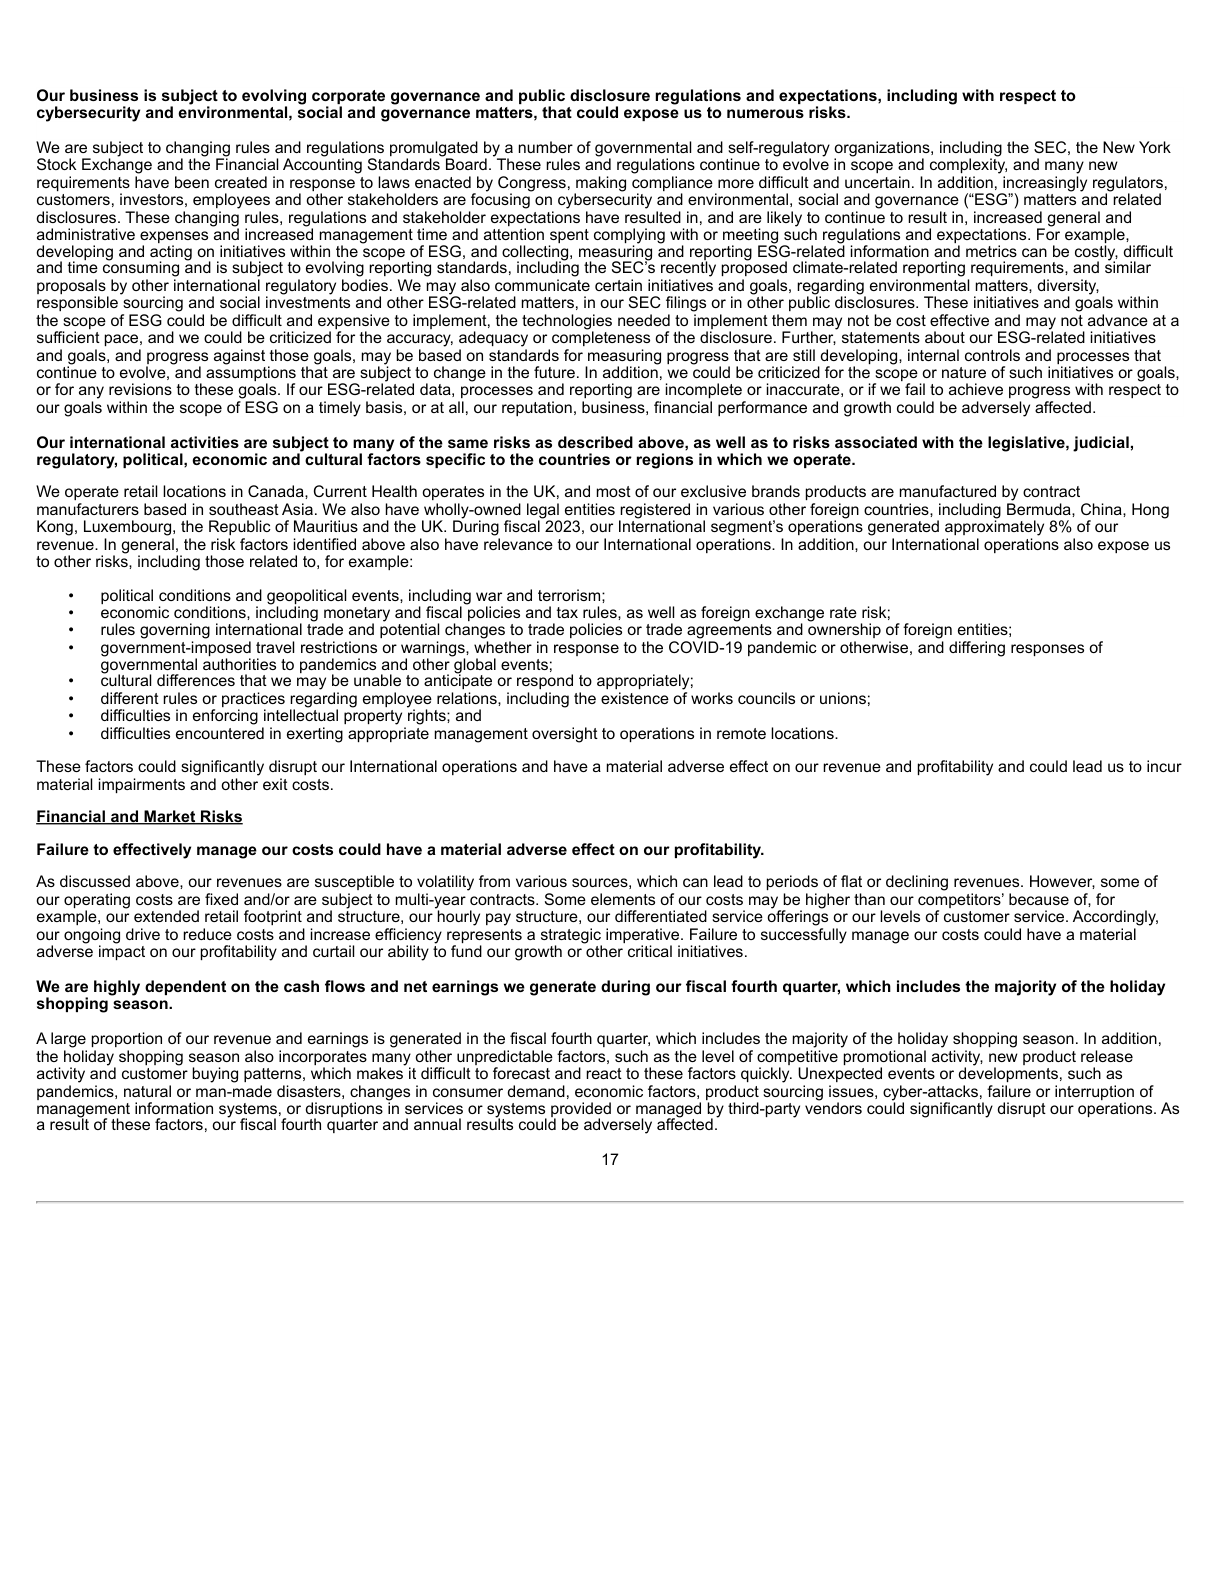 Our business is subject to evolving corporate governance and public disclosure regulations and expectations, including with respect to
cybersecurity and environmental, social and governance matters, that could expose us to numerous risks.
We are subject to changing rules and regulations promulgated by a number of governmental and self-regulatory organizations, including the SEC, the New York
Stock Exchange and the Financial Accounting Standards Board. These rules and regulations continue to evolve in scope and complexity, and many new
requirements have been created in response to laws enacted by Congress, making compliance more difficult and uncertain. In addition, increasingly regulators,
customers, investors, employees and other stakeholders are focusing on cybersecurity and environmental, social and governance (“ESG”) matters and related
disclosures. These changing rules, regulations and stakeholder expectations have resulted in, and are likely to continue to result in, increased general and
administrative expenses and increased management time and attention spent complying with or meeting such regulations and expectations. For example,
developing and acting on initiatives within the scope of ESG, and collecting, measuring and reporting ESG-related information and metrics can be costly, difficult
and time consuming and is subject to evolving reporting standards, including the SEC’s recently proposed climate-related reporting requirements, and similar
proposals by other international regulatory bodies. We may also communicate certain initiatives and goals, regarding environmental matters, diversity,
responsible sourcing and social investments and other ESG-related matters, in our SEC filings or in other public disclosures. These initiatives and goals within
the scope of ESG could be difficult and expensive to implement, the technologies needed to implement them may not be cost effective and may not advance at a
sufficient pace, and we could be criticized for the accuracy, adequacy or completeness of the disclosure. Further, statements about our ESG-related initiatives
and goals, and progress against those goals, may be based on standards for measuring progress that are still developing, internal controls and processes that
continue to evolve, and assumptions that are subject to change in the future. In addition, we could be criticized for the scope or nature of such initiatives or goals,
or for any revisions to these goals. If our ESG-related data, processes and reporting are incomplete or inaccurate, or if we fail to achieve progress with respect to
our goals within the scope of ESG on a timely basis, or at all, our reputation, business, financial performance and growth could be adversely affected.
Our international activities are subject to many of the same risks as described above, as well as to risks associated with the legislative, judicial,
regulatory, political, economic and cultural factors specific to the countries or regions in which we operate.
We operate retail locations in Canada, Current Health operates in the UK, and most of our exclusive brands products are manufactured by contract
manufacturers based in southeast Asia. We also have wholly-owned legal entities registered in various other foreign countries, including Bermuda, China, Hong
Kong, Luxembourg, the Republic of Mauritius and the UK. During fiscal 2023, our International segment’s operations generated approximately 8% of our
revenue. In general, the risk factors identified above also have relevance to our International operations. In addition, our International operations also expose us
to other risks, including those related to, for example:
• political conditions and geopolitical events, including war and terrorism;
• economic conditions, including monetary and fiscal policies and tax rules, as well as foreign exchange rate risk;
• rules governing international trade and potential changes to trade policies or trade agreements and ownership of foreign entities;
• government-imposed travel restrictions or warnings, whether in response to the COVID-19 pandemic or otherwise, and differing responses of
governmental authorities to pandemics and other global events;
• cultural differences that we may be unable to anticipate or respond to appropriately;
• different rules or practices regarding employee relations, including the existence of works councils or unions;
• difficulties in enforcing intellectual property rights; and
• difficulties encountered in exerting appropriate management oversight to operations in remote locations.
These factors could significantly disrupt our International operations and have a material adverse effect on our revenue and profitability and could lead us to incur
material impairments and other exit costs.
Financial and Market Risks
Failure to effectively manage our costs could have a material adverse effect on our profitability.
As discussed above, our revenues are susceptible to volatility from various sources, which can lead to periods of flat or declining revenues. However, some of
our operating costs are fixed and/or are subject to multi-year contracts. Some elements of our costs may be higher than our competitors’ because of, for
example, our extended retail footprint and structure, our hourly pay structure, our differentiated service offerings or our levels of customer service. Accordingly,
our ongoing drive to reduce costs and increase efficiency represents a strategic imperative. Failure to successfully manage our costs could have a material
adverse impact on our profitability and curtail our ability to fund our growth or other critical initiatives.
We are highly dependent on the cash flows and net earnings we generate during our fiscal fourth quarter, which includes the majority of the holiday
shopping season.
A large proportion of our revenue and earnings is generated in the fiscal fourth quarter, which includes the majority of the holiday shopping season. In addition,
the holiday shopping season also incorporates many other unpredictable factors, such as the level of competitive promotional activity, new product release
activity and customer buying patterns, which makes it difficult to forecast and react to these factors quickly. Unexpected events or developments, such as
pandemics, natural or man-made disasters, changes in consumer demand, economic factors, product sourcing issues, cyber-attacks, failure or interruption of
management information systems, or disruptions in services or systems provided or managed by third-party vendors could significantly disrupt our operations. As
a result of these factors, our fiscal fourth quarter and annual results could be adversely affected.
17